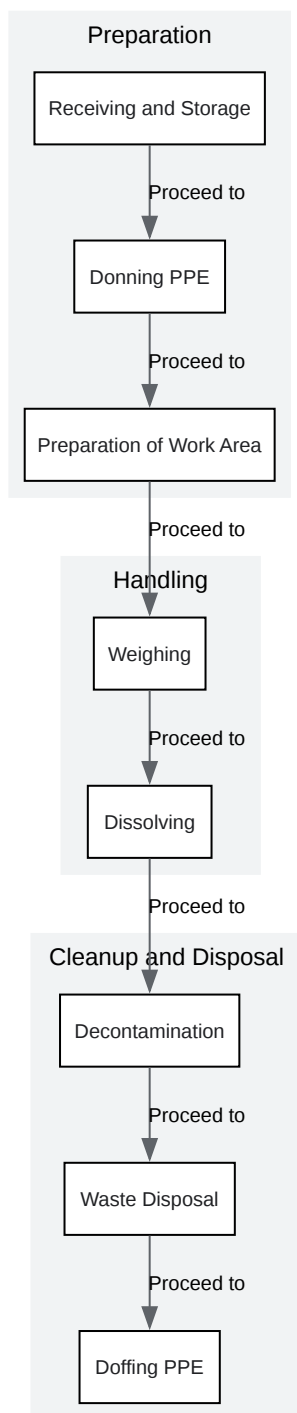 Preparation
Receiving and Storage
Proceed to
Donning PPE
Proceed to
Preparation of Work Area
Proceed to
Handling
Weighing
Proceed to
Dissolving
Proceed to
Cleanup and Disposal
Decontamination
Proceed to
Waste Disposal
Proceed to
Doffing PPE